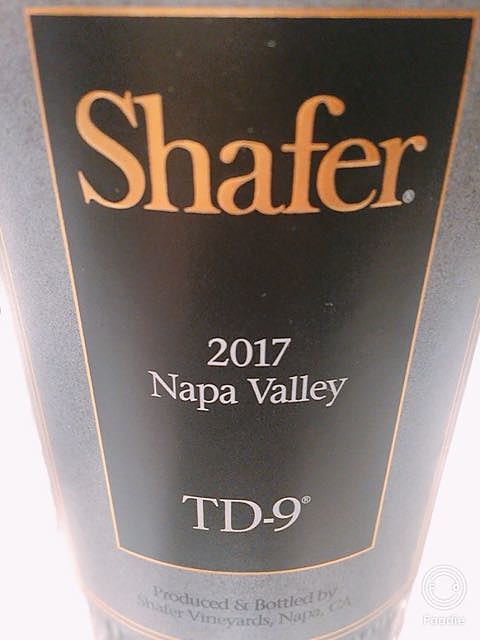 Shafer®
2017
Napa Valley
TD-9®
Produced & Bottled by
Shafer Vineyards, Napa, CA
Foodie